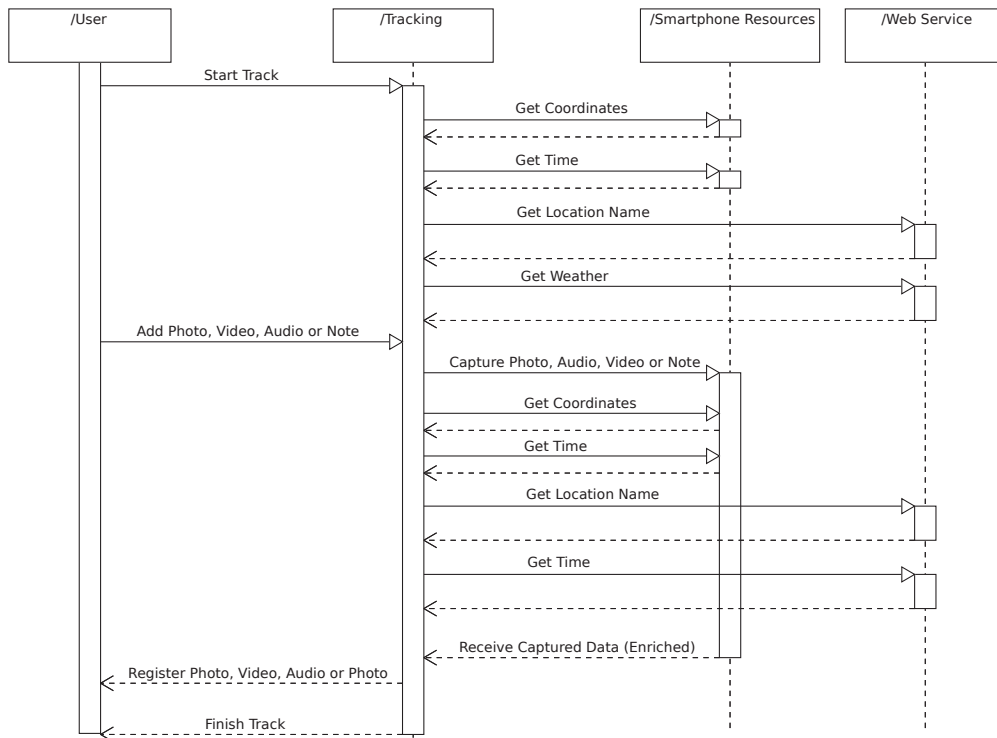 /User
/Tracking
/Smartphone Resources
/Web Service
Start Track
Get Coordinates
Get Time
Get Location Name
Get Weather
Add Photo, Video, Audio or Note
Capture Photo, Audio, Video or Note
Get Coordinates
Get Time
Get Location Name
Get Time
Receive Captured Data (Enriched)
Register Photo, Video, Audio or Photo
Finish Track